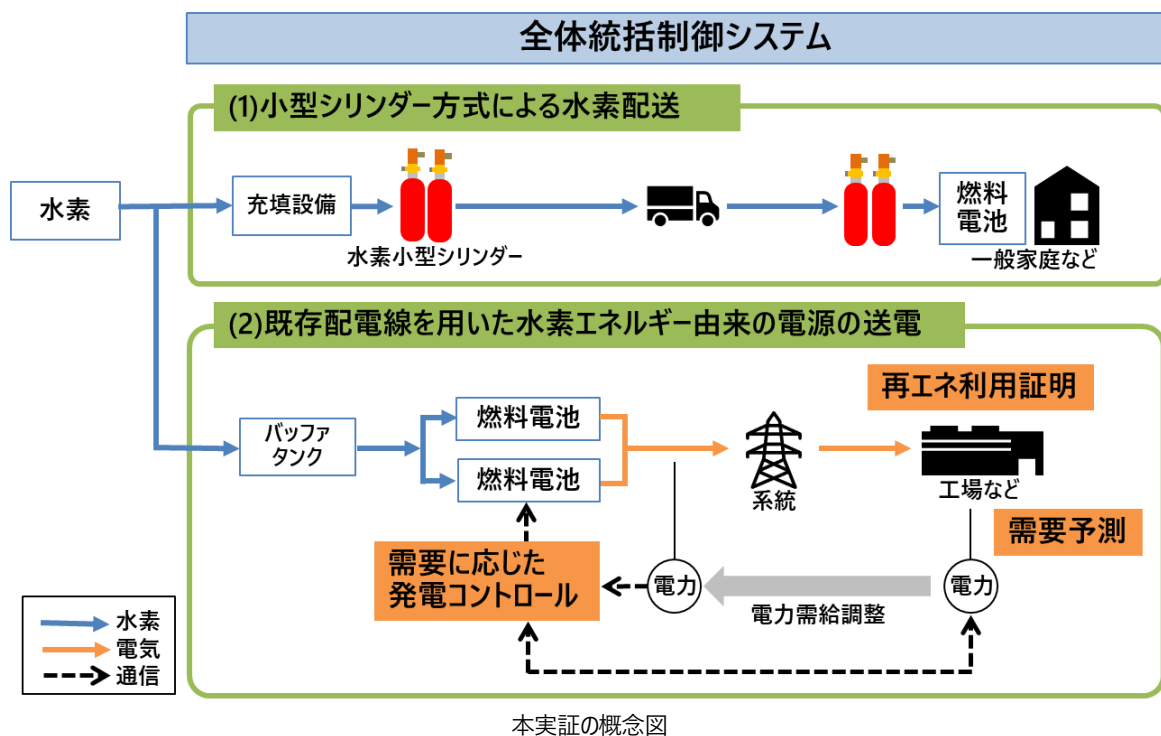 全体統括制御システム
(1)小型シリンダー方式による水素配送
水素
充填設備
水素小型シリンダー
燃料
電池
一般家庭など
(2)既存配電線を用いた水素エネルギー由来の電源の送電
再エネ利用証明
バッファ
タンク
燃料電池
燃料電池
系統
工場など
需要予測
需要に応じた
発電コントロール
電力
電力需給調整
電力
水素
電気
通信
本実証の概念図